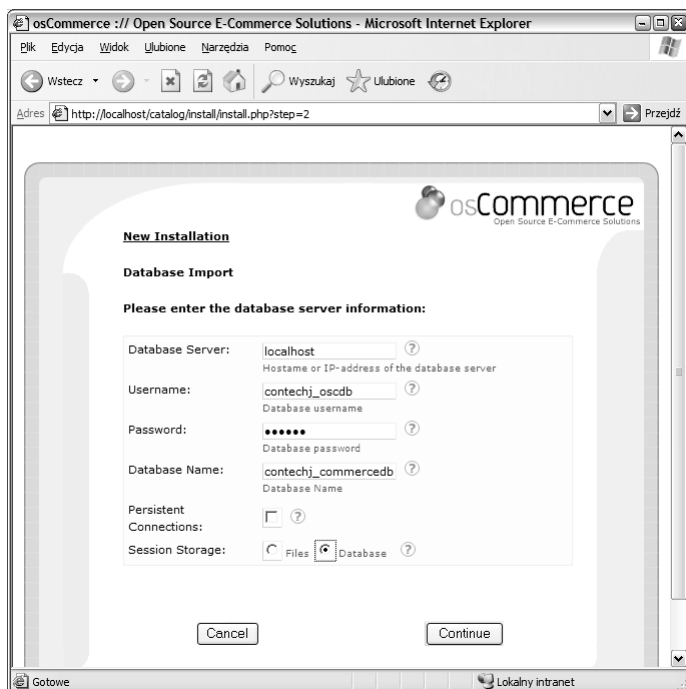 osCommerce :// Open Source E-Commerce Solutions - Microsoft Internet Explorer
Plik Edycja Widok Ulubione Narzędzia Pomoc
Wstecz Wyszukaj Ulubione
Adres http://localhost/catalog/install/install.php?step=2 Przejdź
osCommerce
Open Source E-Commerce Solutions
New Installation
Database Import
Please enter the database server information:
Database Server: localhost ?
Hostame or IP-address of the database server
Username: contechj_oscdb ?
Database username
Password: •••••• ?
Database password
Database Name: contechj_commercedb ?
Database Name
Persistent
Connections: ?
Session Storage: Files Database ?
Cancel Continue
Gotowe Lokalny intranet